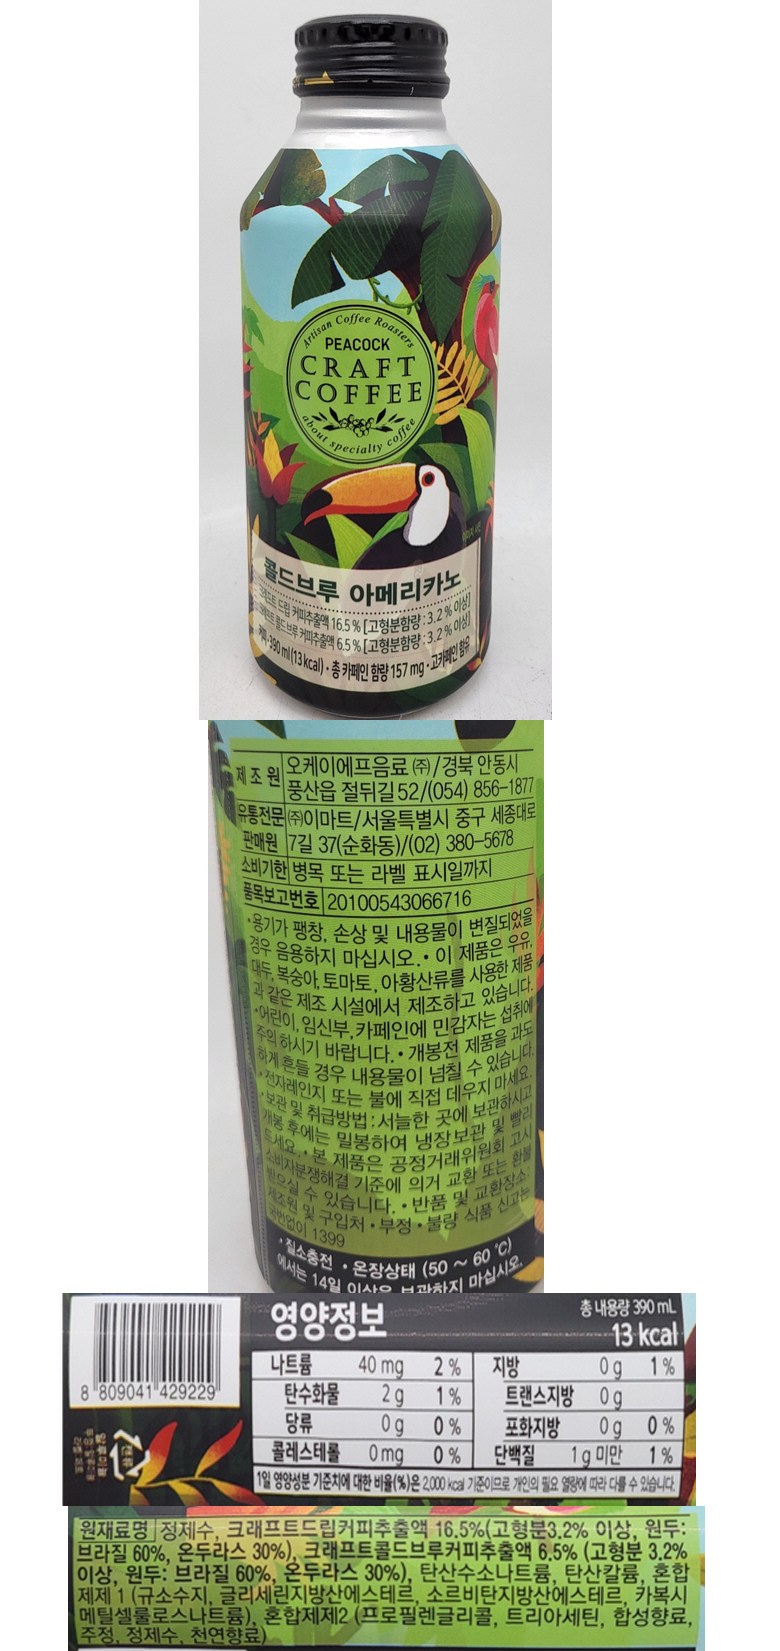 Artisan Coffee Roasters
PEACOCK
CRAFT
COFFEE
about specialty coffee
콜드브루 아메리카노
크래프트 드립 커피추출액 16.5% [고형분함량 : 3.2% 이상]
크래프트 콜드브루 커피추출액 6.5% [고형분함량 : 3.2% 이상]
커피·390 ml(13 kcal)·총 카페인 함량 157 mg·고카페인 함유
제 조 원 오케이에프음료 ㈜/경북 안동시
풍산읍 절뒤길 52/(054) 856-1877
유통전문 ㈜이마트/서울특별시 중구 세종대로
판매원 7길 37(순화동)/(02) 380-5678
소비기한 병목 또는 라벨 표시일까지
품목보고번호 20100543066716
•용기가 팽창, 손상 및 내용물이 변질되었을
경우 음용하지 마십시오.• 이 제품은 우유,
대두, 복숭아, 토마토, 아황산류를 사용한 제품
과 같은 제조 시설에서 제조하고 있습니다.
•어린이, 임신부, 카페인에 민감자는 섭취에
주의 하시기 바랍니다.• 개봉전 제품을 과도
하게 흔들 경우 내용물이 넘칠 수 있습니다.
•전자레인지 또는 불에 직접 데우지 마세요.
•보관 및 취급방법 : 서늘한 곳에 보관하시고
개봉 후에는 밀봉하여 냉장보관 및 빨리
드세요.• 본 제품은 공정거래위원회 고시
소비자분쟁해결 기준에 의거 교환 또는 환불
받으실 수 있습니다.•반품 및 교환장소:
제조원 및 구입처•부정·불량 식품 신고는
국번없이 1399
•질소충전 •온장상태 (50 ~ 60 ℃)
에서는 14일 이상은 보관하지 마십시오.
영양정보
총 내용량 390 mL
13 kcal
나트륨 40 mg 2 % 지방 0 g 1 %
탄수화물 2 g 1 % 트랜스지방 0 g
당류 0 g 0 % 포화지방 0 g 0 %
콜레스테롤 0 mg 0 % 단백질 1 g 미만 1 %
1일 영양성분 기준치에 대한 비율(%)은 2,000 kcal 기준이므로 개인의 필요 열량에 따라 다를 수 있습니다.
8 809041 429229
원재료명 정제수, 크래프트드립커피추출액 16.5%(고형분3.2% 이상, 원두:
브라질 60%, 온두라스 30%), 크래프트콜드브루커피추출액 6.5% (고형분 3.2%
이상, 원두: 브라질 60%, 온두라스 30%), 탄산수소나트륨, 탄산칼륨, 혼합
제제 1 (규소수지, 글리세린지방산에스테르, 소르비탄지방산에스테르, 카복시
메틸셀룰로스나트륨), 혼합제제2 (프로필렌글리콜, 트리아세틴, 합성향료,
주정, 정제수, 천연향료)